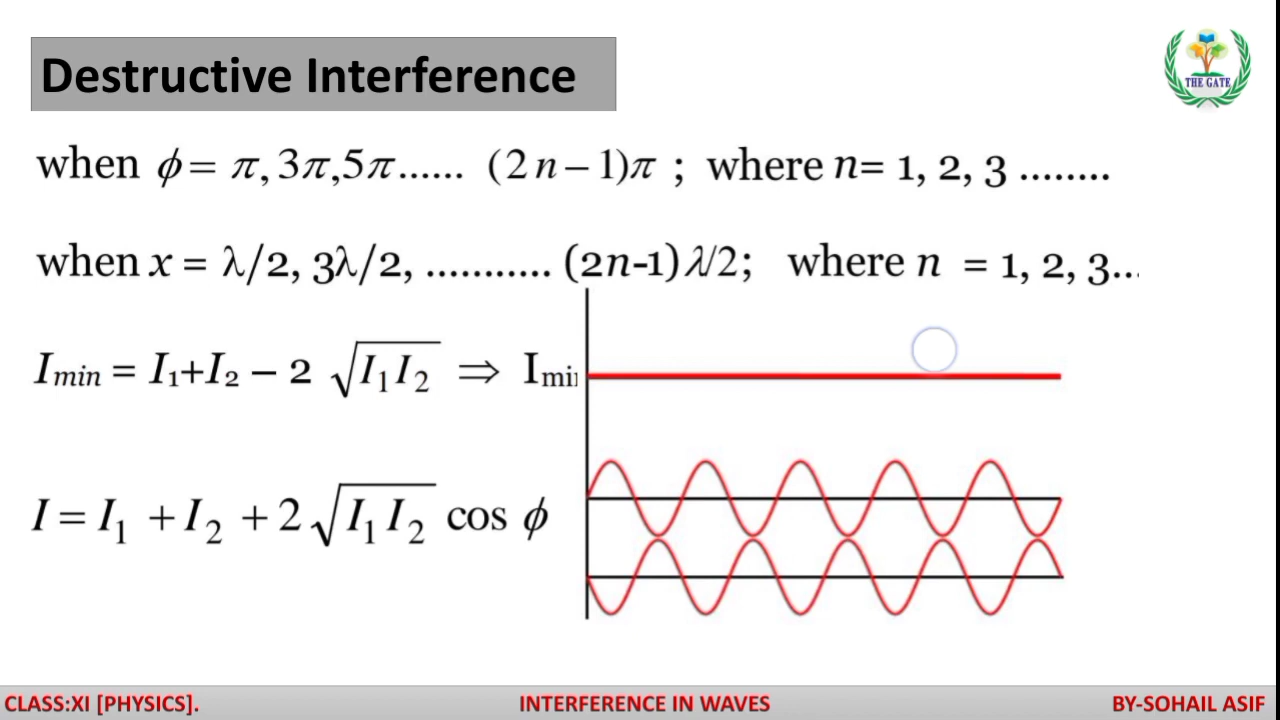 Destructive Interference
THE GATE
when ϕ = π, 3π,5π...... (2n – 1)π ; where n= 1, 2, 3 ........
when x = λ/2, 3λ/2, ........... (2n-1) λ/2; where n = 1, 2, 3...
Imin = I₁+I₂ – 2 √I₁I₂ ⇒ Imin
I = I₁ + I₂ + 2√I₁I₂ cos ϕ
CLASS:XI [PHYSICS]. INTERFERENCE IN WAVES BY-SOHAIL ASIF